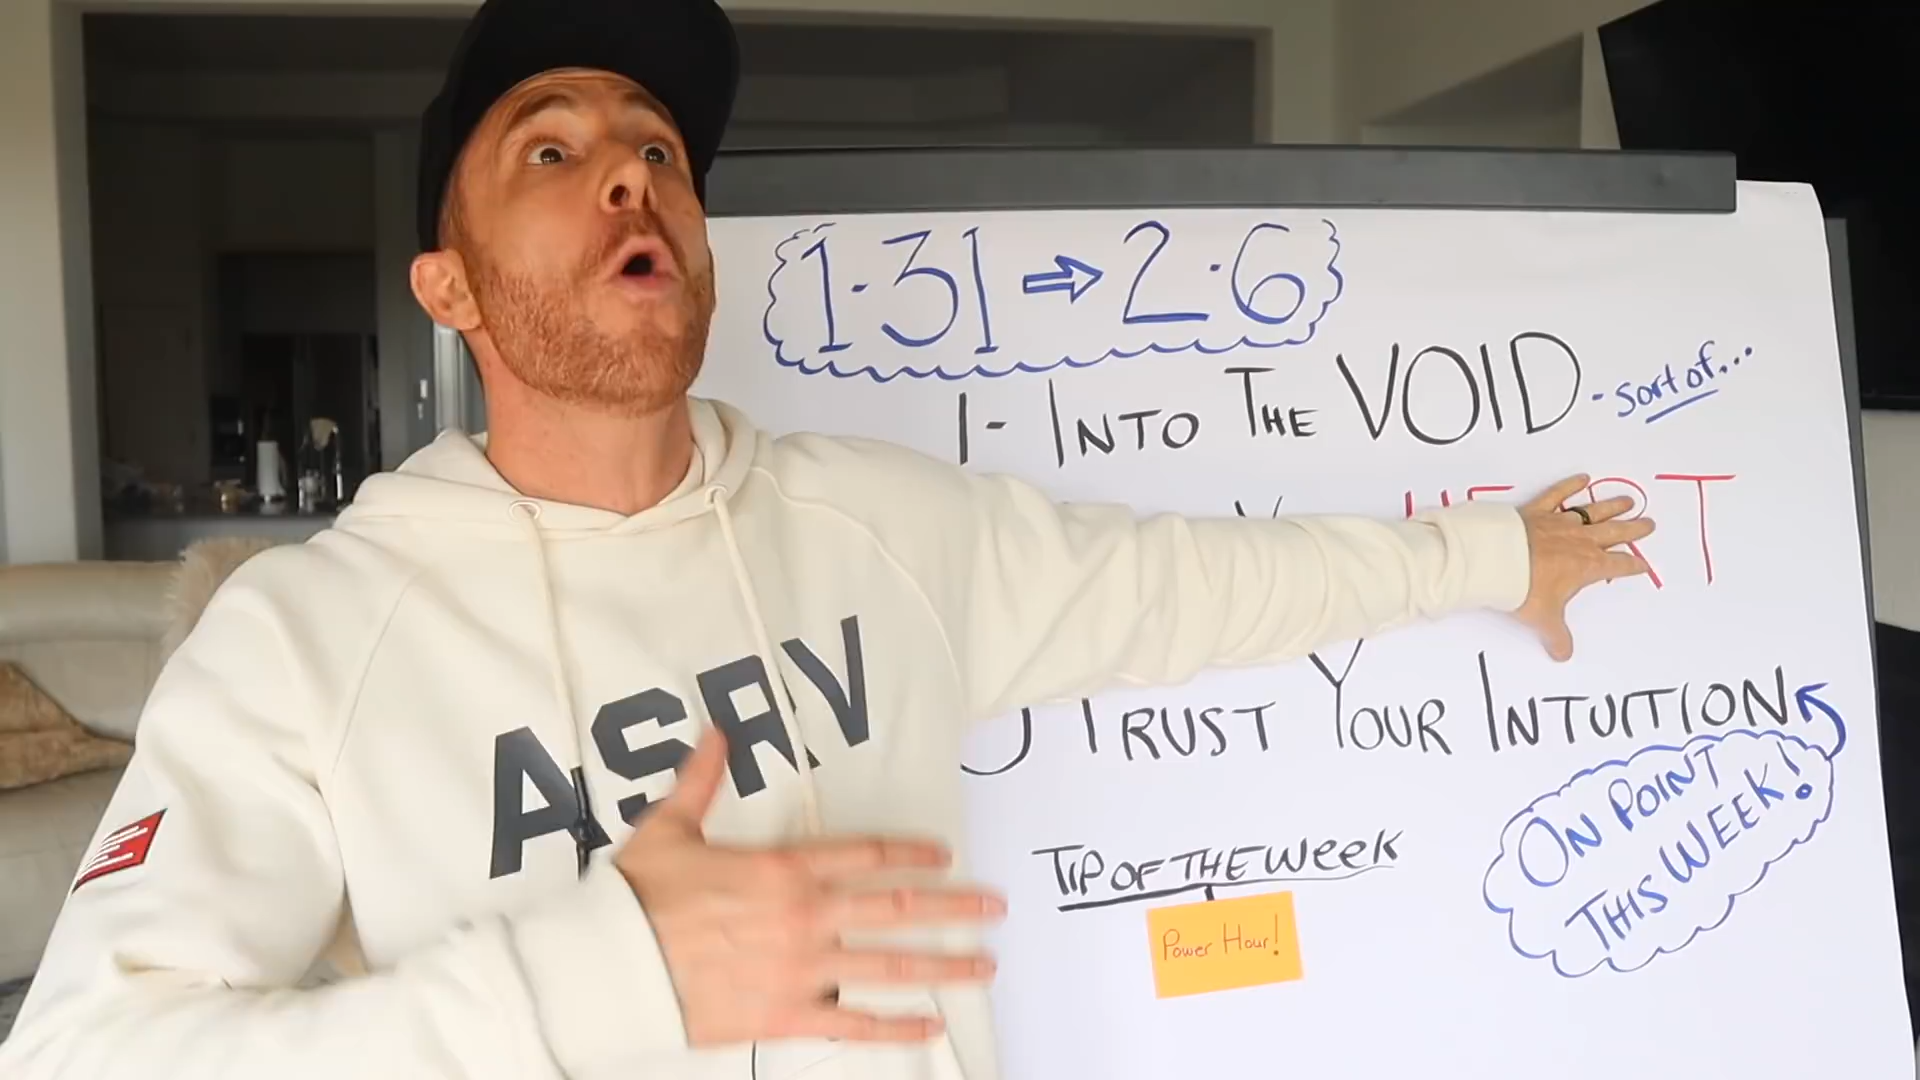 1·31 ⇨ 2·6
1- INTO THE VOID - sort of...
TRUST YOUR INTUITION
ON POINT
THIS WEEK!
TIP OF THE WEEK
Power Hour!
ASRV